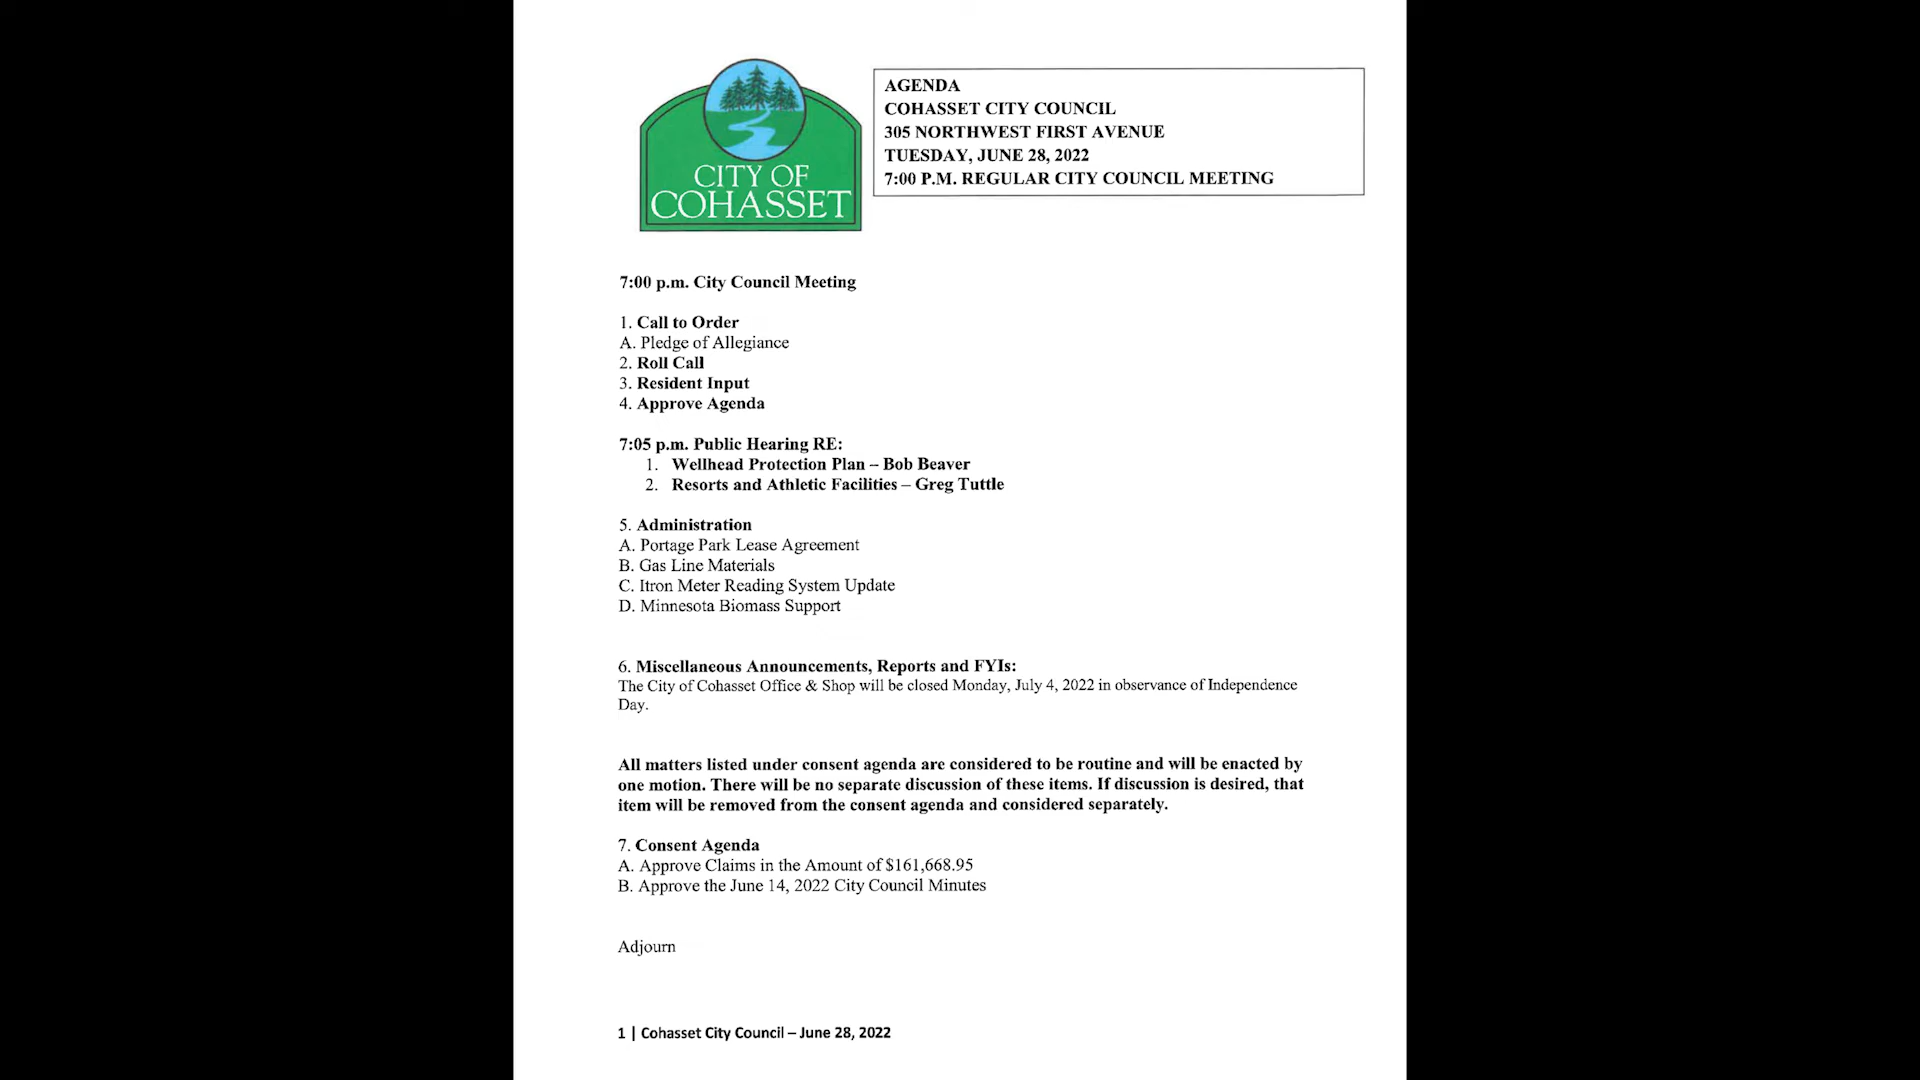 CITY OF
COHASSET
AGENDA
COHASSET CITY COUNCIL
305 NORTHWEST FIRST AVENUE
TUESDAY, JUNE 28, 2022
7:00 P.M. REGULAR CITY COUNCIL MEETING
7:00 p.m. City Council Meeting
1. Call to Order
A. Pledge of Allegiance
2. Roll Call
3. Resident Input
4. Approve Agenda
7:05 p.m. Public Hearing RE:
1. Wellhead Protection Plan – Bob Beaver
2. Resorts and Athletic Facilities – Greg Tuttle
5. Administration
A. Portage Park Lease Agreement
B. Gas Line Materials
C. Itron Meter Reading System Update
D. Minnesota Biomass Support
6. Miscellaneous Announcements, Reports and FYIs:
The City of Cohasset Office & Shop will be closed Monday, July 4, 2022 in observance of Independence
Day.
All matters listed under consent agenda are considered to be routine and will be enacted by
one motion. There will be no separate discussion of these items. If discussion is desired, that
item will be removed from the consent agenda and considered separately.
7. Consent Agenda
A. Approve Claims in the Amount of $161,668.95
B. Approve the June 14, 2022 City Council Minutes
Adjourn
1 | Cohasset City Council – June 28, 2022